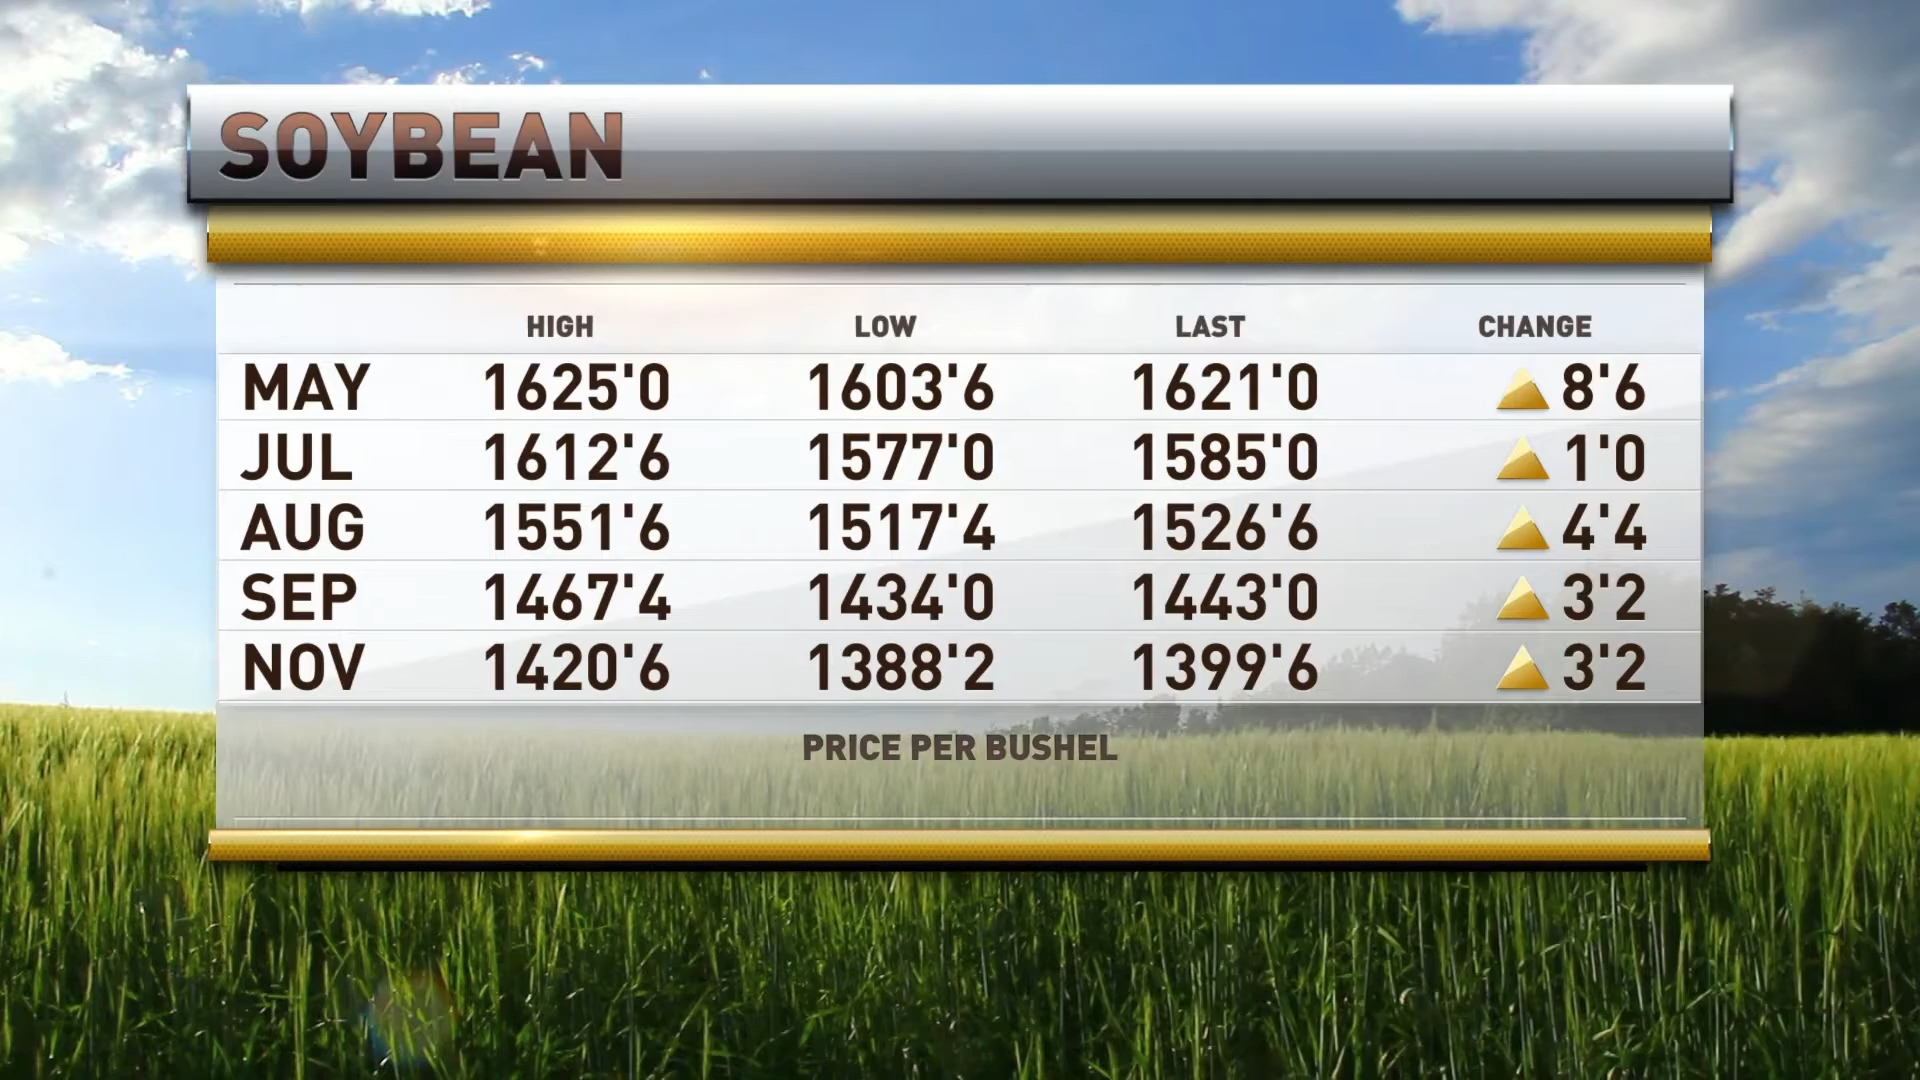 SOYBEAN
HIGH LOW LAST CHANGE
MAY 1625'0 1603'6 1621'0 8'6
JUL 1612'6 1577'0 1585'0 1'0
AUG 1551'6 1517'4 1526'6 4'4
SEP 1467'4 1434'0 1443'0 3'2
NOV 1420'6 1388'2 1399'6 3'2
PRICE PER BUSHEL